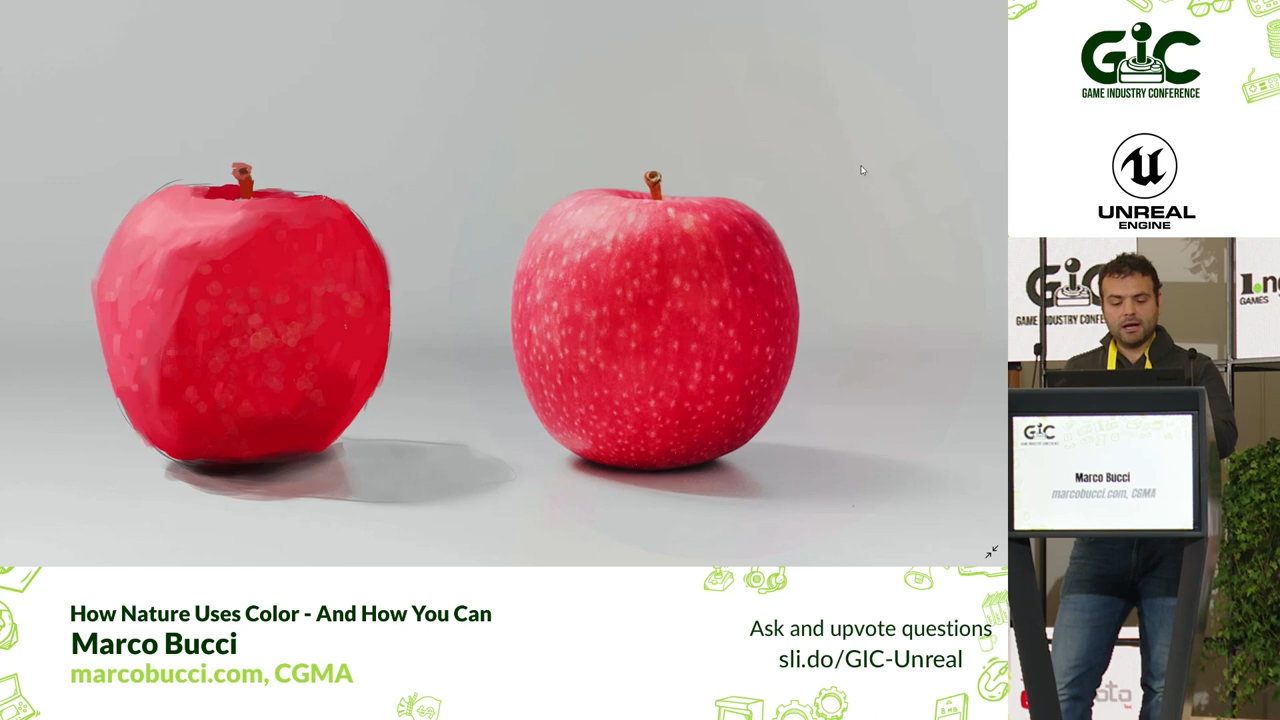 GiC
GAME INDUSTRY CONFERENCE
UNREAL
ENGINE
GiC
GAME INDUSTRY CONFE
GAMES
GiC
Marco Bucci
marcobucci.com, CGMA
How Nature Uses Color - And How You Can
Marco Bucci
marcobucci.com, CGMA
Ask and upvote questions
sli.do/GIC-Unreal